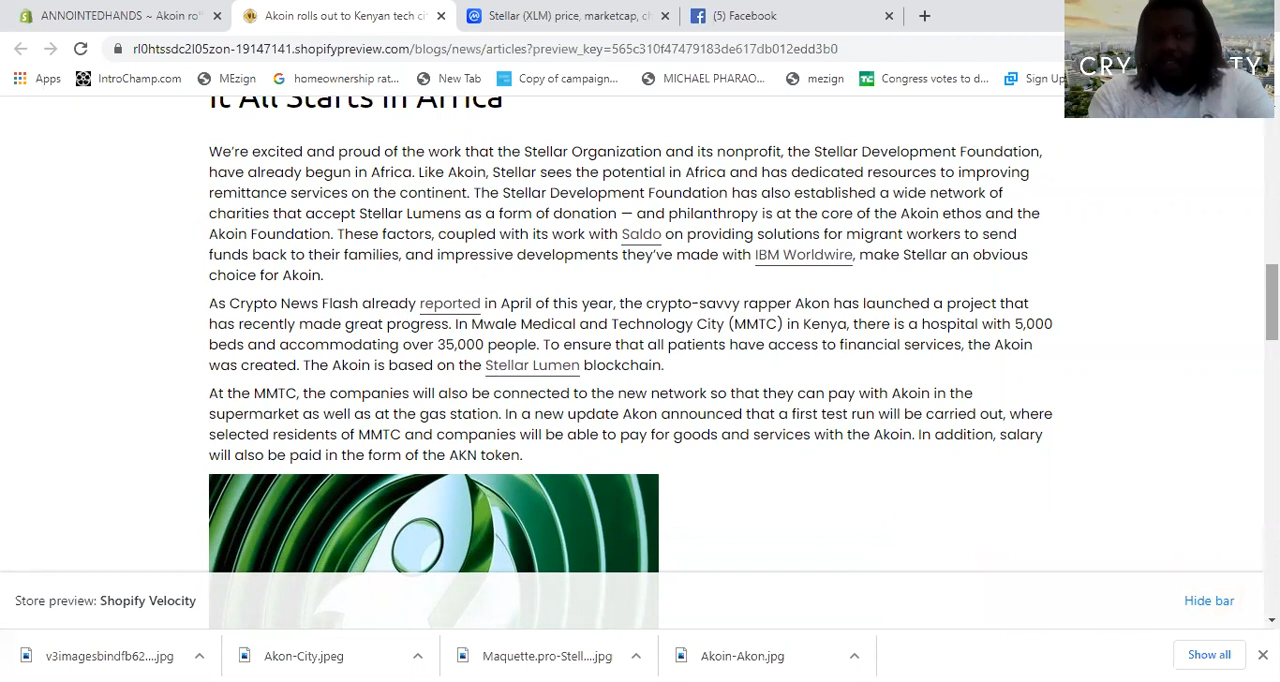 ANNOINTEDHANDS ~ Akoin ro
Akoin rolls out to Kenyan tech ci
Stellar (XLM) price, marketcap, c
(5) Facebook
rl0htssdc2l05zon-19147141.shopifypreview.com/blogs/news/articles?preview_key=565c310f47479183de617db012edd3b0
Apps IntroChamp.com MEzign homeownership rat... New Tab Copy of campaign... MICHAEL PHARAO... mezign Congress votes to d... Sign Up
CRY TY
It All Starts in Africa
We’re excited and proud of the work that the Stellar Organization and its nonprofit, the Stellar Development Foundation,
have already begun in Africa. Like Akoin, Stellar sees the potential in Africa and has dedicated resources to improving
remittance services on the continent. The Stellar Development Foundation has also established a wide network of
charities that accept Stellar Lumens as a form of donation — and philanthropy is at the core of the Akoin ethos and the
Akoin Foundation. These factors, coupled with its work with Saldo on providing solutions for migrant workers to send
funds back to their families, and impressive developments they’ve made with IBM Worldwire, make Stellar an obvious
choice for Akoin.
As Crypto News Flash already reported in April of this year, the crypto-savvy rapper Akon has launched a project that
has recently made great progress. In Mwale Medical and Technology City (MMTC) in Kenya, there is a hospital with 5,000
beds and accommodating over 35,000 people. To ensure that all patients have access to financial services, the Akoin
was created. The Akoin is based on the Stellar Lumen blockchain.
At the MMTC, the companies will also be connected to the new network so that they can pay with Akoin in the
supermarket as well as at the gas station. In a new update Akon announced that a first test run will be carried out, where
selected residents of MMTC and companies will be able to pay for goods and services with the Akoin. In addition, salary
will also be paid in the form of the AKN token.
Store preview: Shopify Velocity
Hide bar
v3imagesbindfb62....jpg
Akon-City.jpeg
Maquette.pro-Stell....jpg
Akoin-Akon.jpg
Show all